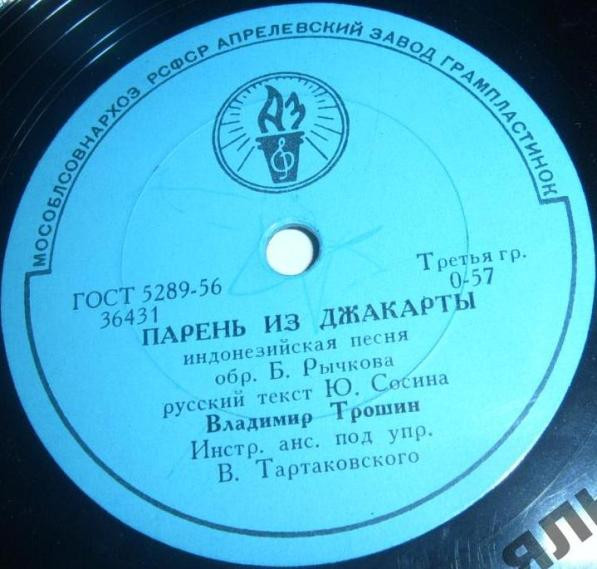 МОСОБЛСОВНАРХОЗ РСФСР АПРЕЛЕВСКИЙ ЗАВОД ГРАМПЛАСТИНОК
АЗ
ГОСТ 5289-56
36431
Третья гр.
0-57
ПАРЕНЬ ИЗ ДЖАКАРТЫ
индонезийская песня
обр. Б. Рычкова
русский текст Ю. Сосина
Владимир Трошин
Инстр. анс. под упр.
В. Тартаковского